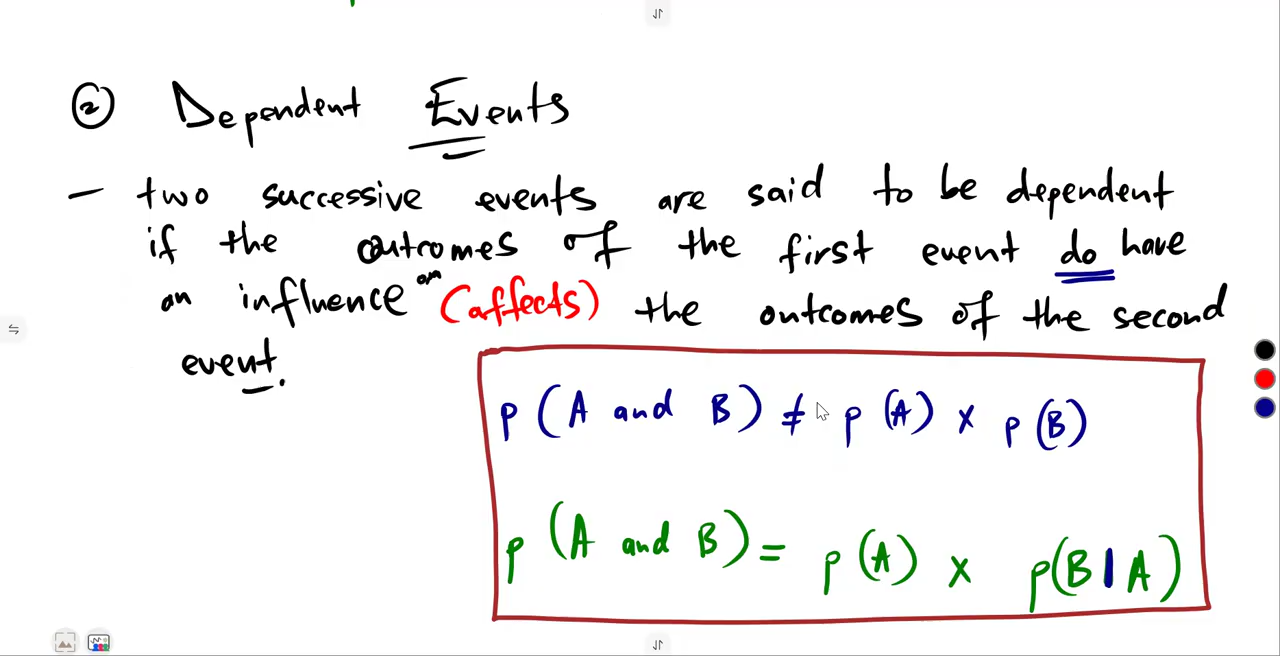 ② Dependent Events
— two successive events are said to be dependent
if the outcomes of the first event do have
an influence on (affects) the outcomes of the second
event.
p (A and B) ≠ p (A) × p (B)
p (A and B) = p (A) × p(B | A)